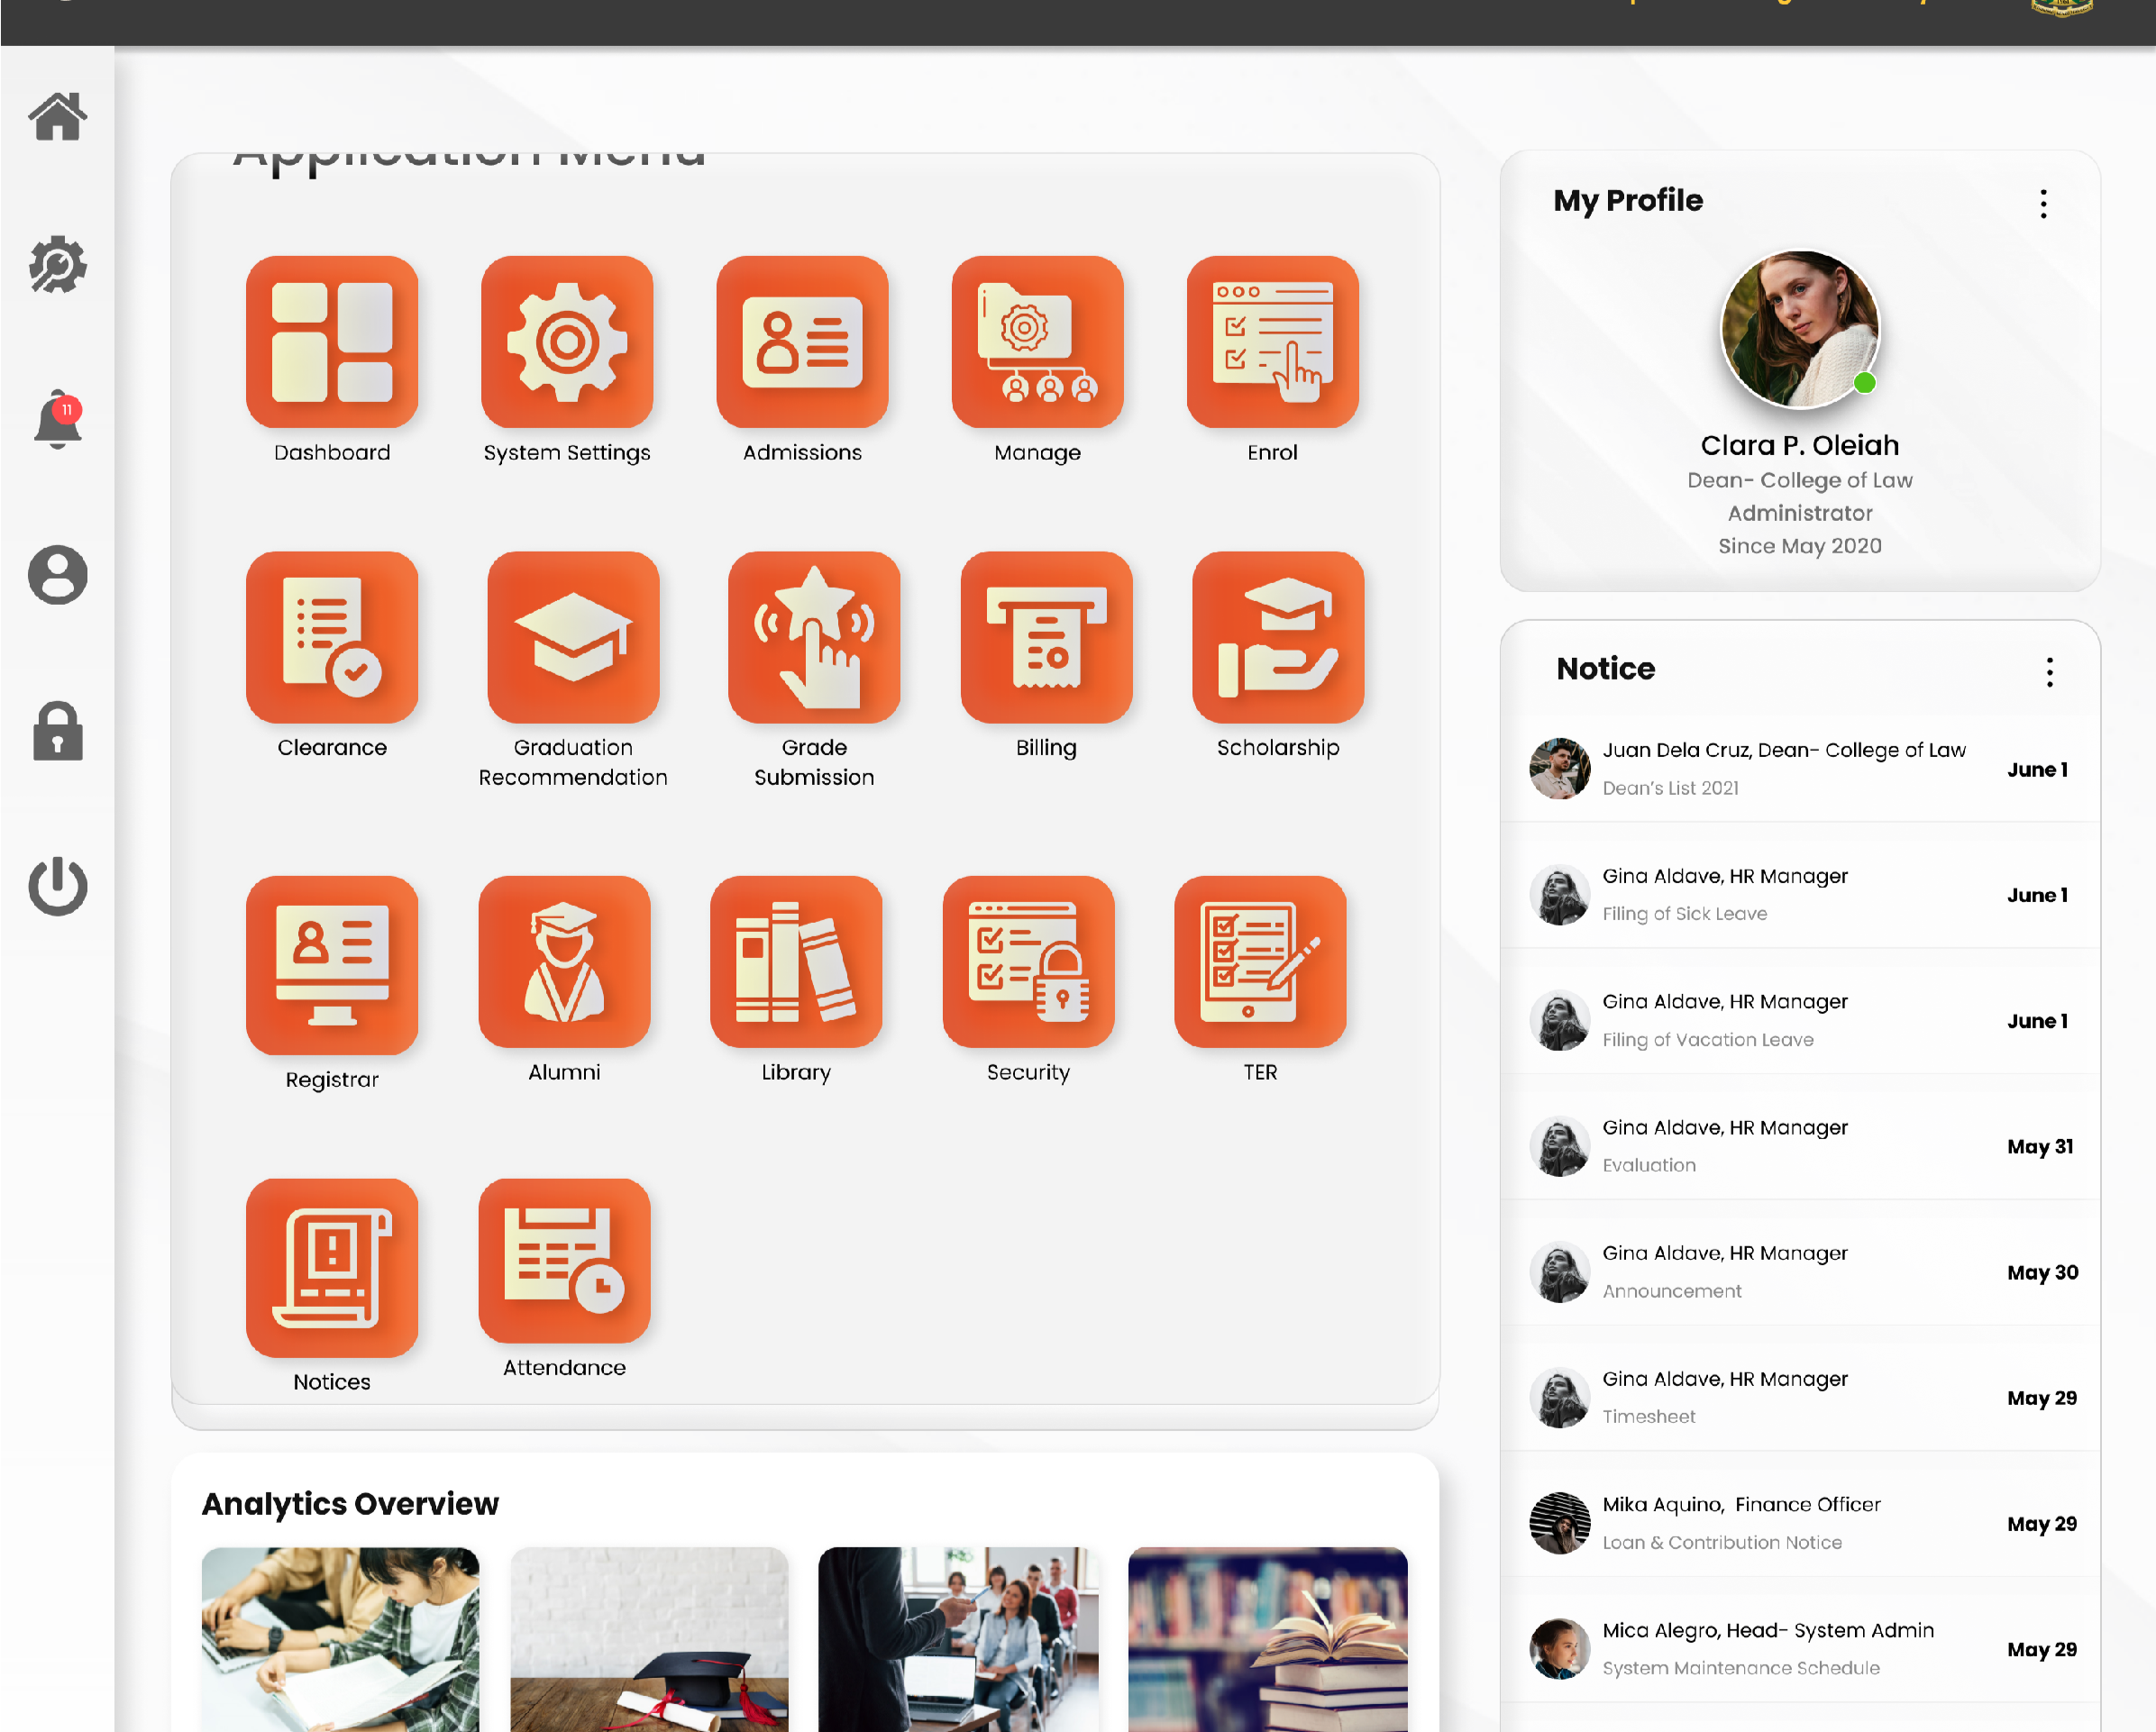 Application Menu
Dashboard
System Settings
Admissions
Manage
Enrol
Clearance
Graduation
Recommendation
Grade
Submission
Billing
Scholarship
Registrar
Alumni
Library
Security
TER
Notices
Attendance
Analytics Overview
11
My Profile
Clara P. Oleiah
Dean- College of Law
Administrator
Since May 2020
Notice
Juan Dela Cruz, Dean- College of Law
Dean's List 2021
June 1
Gina Aldave, HR Manager
Filing of Sick Leave
June 1
Gina Aldave, HR Manager
Filing of Vacation Leave
June 1
Gina Aldave, HR Manager
Evaluation
May 31
Gina Aldave, HR Manager
Announcement
May 30
Gina Aldave, HR Manager
Timesheet
May 29
Mika Aquino, Finance Officer
Loan & Contribution Notice
May 29
Mica Alegro, Head- System Admin
System Maintenance Schedule
May 29